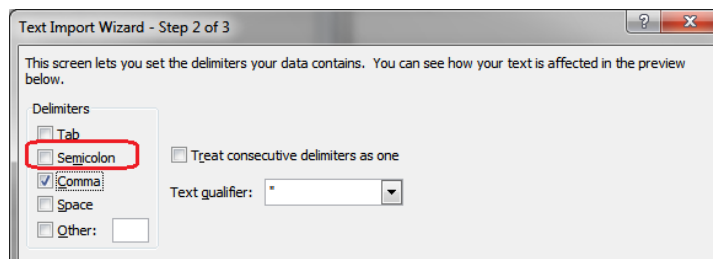 Text Import Wizard - Step 2 of 3
This screen lets you set the delimiters your data contains.  You can see how your text is affected in the preview
below.
Delimiters
Tab
Semicolon
Treat consecutive delimiters as one
Comma
Text qualifier: "
Space
Other: